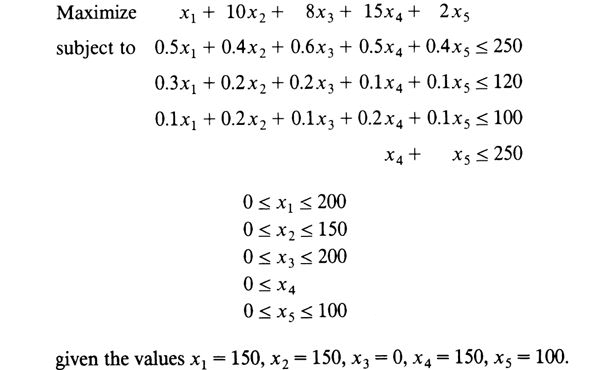 Maximize x₁ + 10x₂ + 8x₃ + 15x₄ + 2x₅
subject to 0.5x₁ + 0.4x₂ + 0.6x₃ + 0.5x₄ + 0.4x₅ ≤ 250
0.3x₁ + 0.2x₂ + 0.2x₃ + 0.1x₄ + 0.1x₅ ≤ 120
0.1x₁ + 0.2x₂ + 0.1x₃ + 0.2x₄ + 0.1x₅ ≤ 100
x₄ + x₅ ≤ 250
0 ≤ x₁ ≤ 200
0 ≤ x₂ ≤ 150
0 ≤ x₃ ≤ 200
0 ≤ x₄
0 ≤ x₅ ≤ 100
given the values x₁ = 150, x₂ = 150, x₃ = 0, x₄ = 150, x₅ = 100.